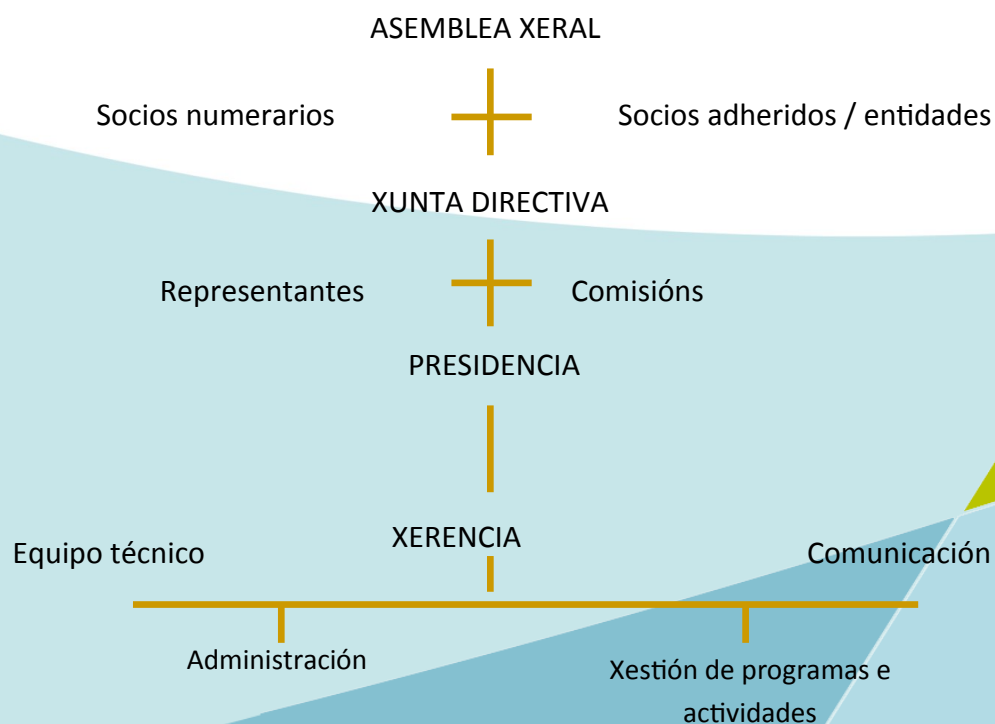 ASEMBLEA XERAL
Socios numerarios
Socios adheridos / entidades
XUNTA DIRECTIVA
Representantes
Comisións
PRESIDENCIA
XERENCIA
Equipo técnico
Comunicación
Administración
Xestión de programas e
actividades